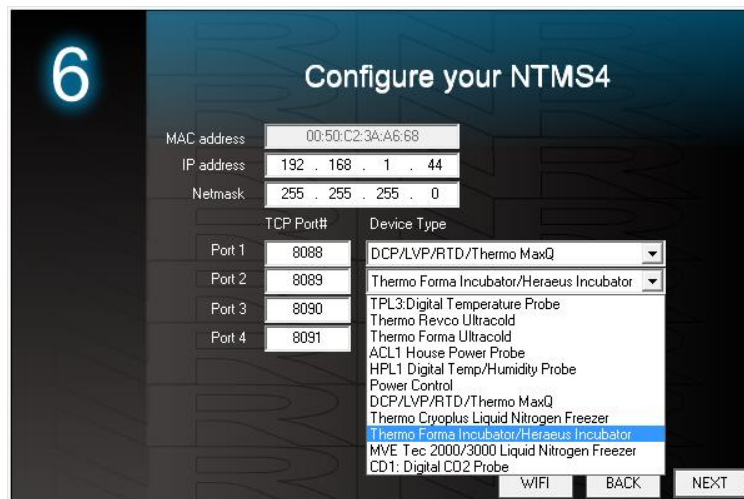 6
Configure your NTMS4
MAC address 00:50:C2:3A:A6:68
IP address 192 . 168 . 1 . 44
Netmask 255 . 255 . 255 . 0
TCP Port# Device Type
Port 1 8088 DCP/LVP/RTD/Thermo MaxQ
Port 2 8089 Thermo Forma Incubator/Heraeus Incubator
Port 3 8090
Port 4 8091
TPL3:Digital Temperature Probe
Thermo Revco Ultracold
Thermo Forma Ultracold
ACL1 House Power Probe
HPL1 Digital Temp/Humidity Probe
Power Control
DCP/LVP/RTD/Thermo MaxQ
Thermo Cryoplus Liquid Nitrogen Freezer
Thermo Forma Incubator/Heraeus Incubator
MVE Tec 2000/3000 Liquid Nitrogen Freezer
CD1: Digital CO2 Probe
WIFI BACK NEXT